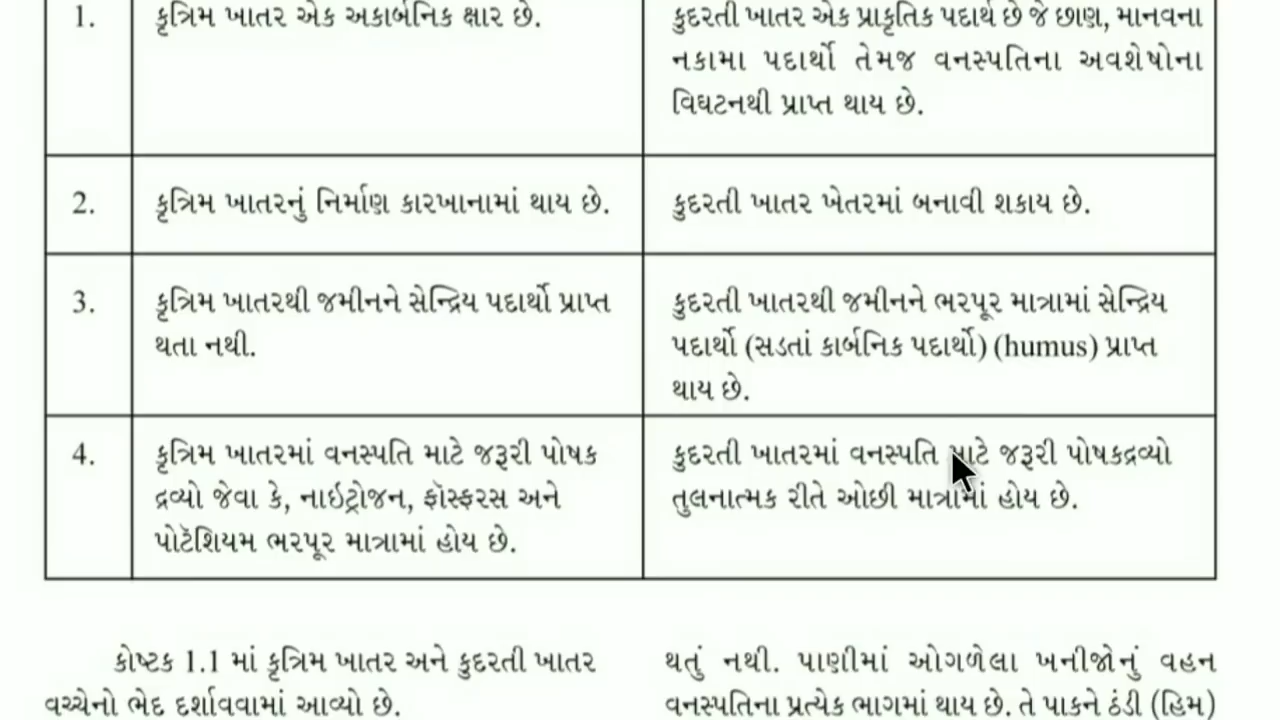 1.
કૃત્રિમ ખાતર એક અકાર્બનિક ક્ષાર છે.
કુદરતી ખાતર એક પ્રાકૃતિક પદાર્થ છે જે છાણ, માનવના
નકામા પદાર્થો તેમજ વનસ્પતિના અવશેષોના
વિઘટનથી પ્રાપ્ત થાય છે.
2.
કૃત્રિમ ખાતરનું નિર્માણ કારખાનામાં થાય છે.
કુદરતી ખાતર ખેતરમાં બનાવી શકાય છે.
3.
કૃત્રિમ ખાતરથી જમીનને સેન્દ્રિય પદાર્થો પ્રાપ્ત
થતા નથી.
કુદરતી ખાતરથી જમીનને ભરપૂર માત્રામાં સેન્દ્રિય
પદાર્થો (સડતાં કાર્બનિક પદાર્થો) (humus) પ્રાપ્ત
થાય છે.
4.
કૃત્રિમ ખાતરમાં વનસ્પતિ માટે જરૂરી પોષક
દ્રવ્યો જેવા કે, નાઇટ્રોજન, ફૉસ્ફરસ અને
પોટૅશિયમ ભરપૂર માત્રામાં હોય છે.
કુદરતી ખાતરમાં વનસ્પતિ માટે જરૂરી પોષકદ્રવ્યો
તુલનાત્મક રીતે ઓછી માત્રામાં હોય છે.
કોષ્ટક 1.1 માં કૃત્રિમ ખાતર અને કુદરતી ખાતર
વચ્ચેનો ભેદ દર્શાવવામાં આવ્યો છે.
થતું નથી. પાણીમાં ઓગળેલા ખનીજોનું વહન
વનસ્પતિના પ્રત્યેક ભાગમાં થાય છે. તે પાકને ઠંડી (હિમ)